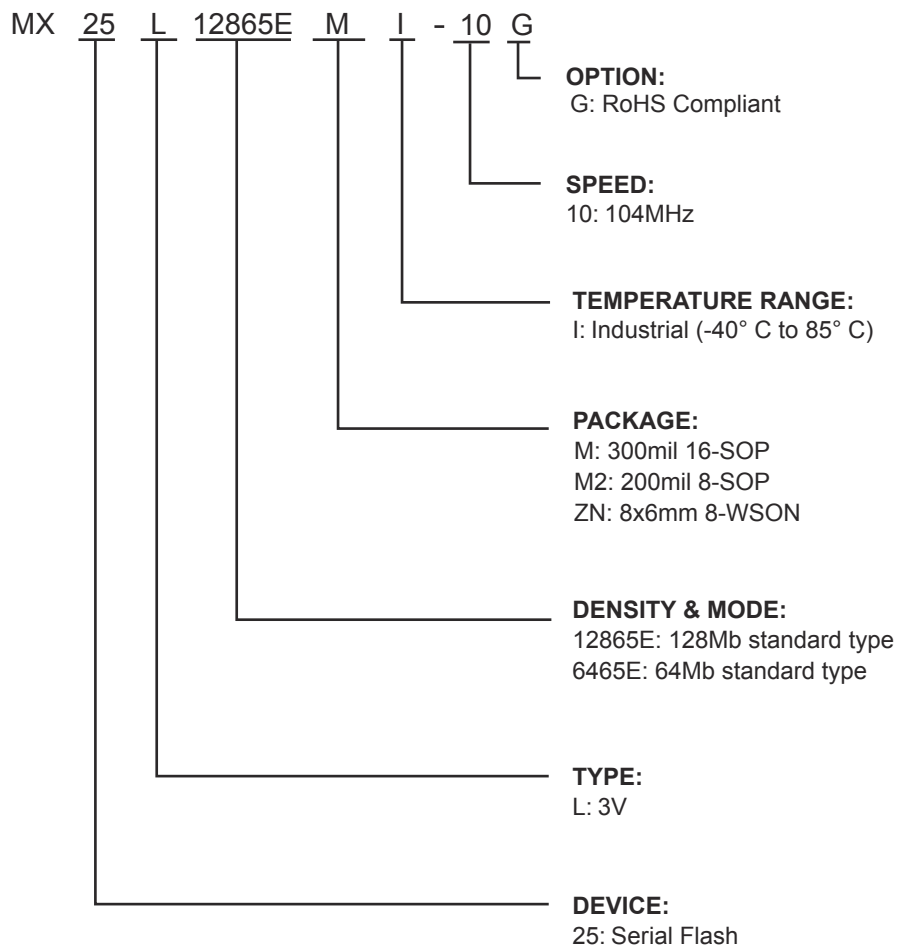 MX 25 L 12865E M I - 10 G
OPTION:
G: RoHS Compliant
SPEED:
10: 104MHz
TEMPERATURE RANGE:
I: Industrial (-40° C to 85° C)
PACKAGE:
M: 300mil 16-SOP
M2: 200mil 8-SOP
ZN: 8x6mm 8-WSON
DENSITY & MODE:
12865E: 128Mb standard type
6465E: 64Mb standard type
TYPE:
L: 3V
DEVICE:
25: Serial Flash